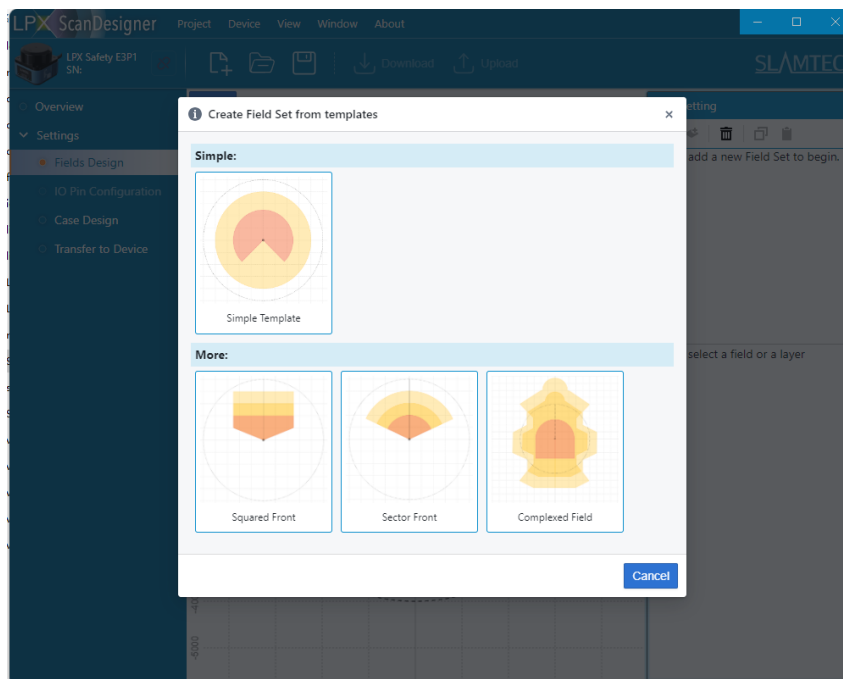 LPX ScanDesigner Project Device View Window About
LPX Safety E3P1
SN:
Download Upload
SLAMTEC
Overview
Settings
Fields Design
IO Pin Configuration
Case Design
Transfer to Device
Create Field Set from templates
Simple:
Simple Template
More:
Squared Front Sector Front Complexed Field
Cancel
etting
add a new Field Set to begin.
select a field or a layer
-6000